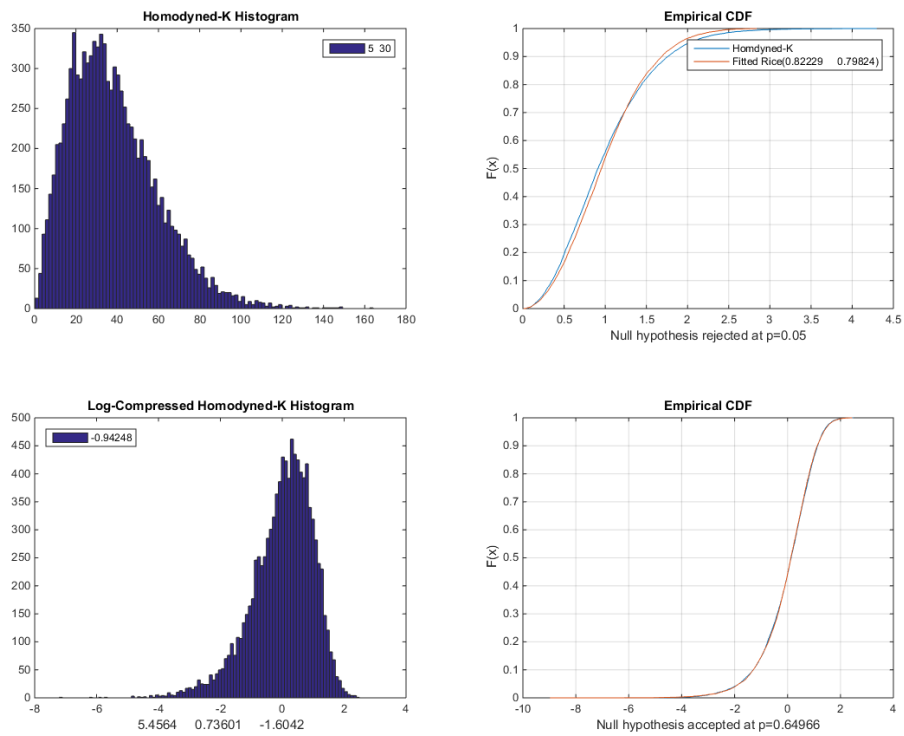 Homodyned-K Histogram
350
300
250
200
150
100
50
0
5 30
0 20 40 60 80 100 120 140 160 180
Empirical CDF
1
0.9
0.8
0.7
0.6
0.5
0.4
0.3
0.2
0.1
0
F(x)
Homdyned-K
Fitted Rice(0.82229 0.79824)
0 0.5 1 1.5 2 2.5 3 3.5 4 4.5
Null hypothesis rejected at p=0.05
Log-Compressed Homodyned-K Histogram
500
450
400
350
300
250
200
150
100
50
0
-0.94248
-8 -6 -4 -2 0 2 4
5.4564 0.73601 -1.6042
Empirical CDF
1
0.9
0.8
0.7
0.6
0.5
0.4
0.3
0.2
0.1
0
F(x)
-10 -8 -6 -4 -2 0 2 4
Null hypothesis accepted at p=0.64966